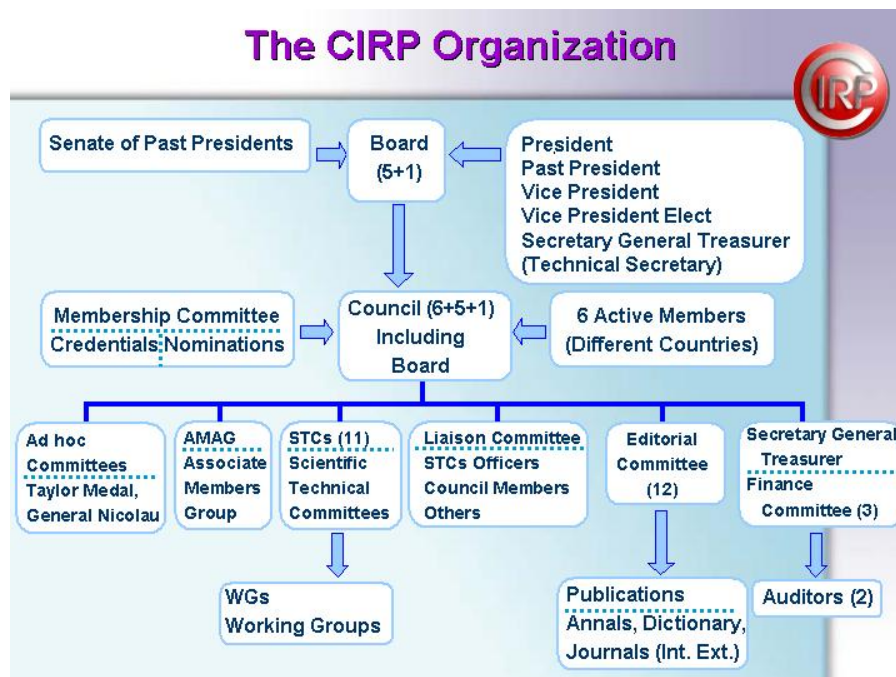 The CIRP Organization
CIRP
Senate of Past Presidents
Board
(5+1)
President
Past President
Vice President
Vice President Elect
Secretary General Treasurer
(Technical Secretary)
Membership Committee
Credentials Nominations
Council (6+5+1)
Including
Board
6 Active Members
(Different Countries)
Ad hoc
Committees
Taylor Medal,
General Nicolau
AMAG
Associate
Members
Group
STCs (11)
Scientific
Technical
Committees
Liaison Committee
STCs Officers
Council Members
Others
Editorial
Committee
(12)
Secretary General
Treasurer
Finance
Committee (3)
WGs
Working Groups
Publications
Annals, Dictionary,
Journals (Int. Ext.)
Auditors (2)